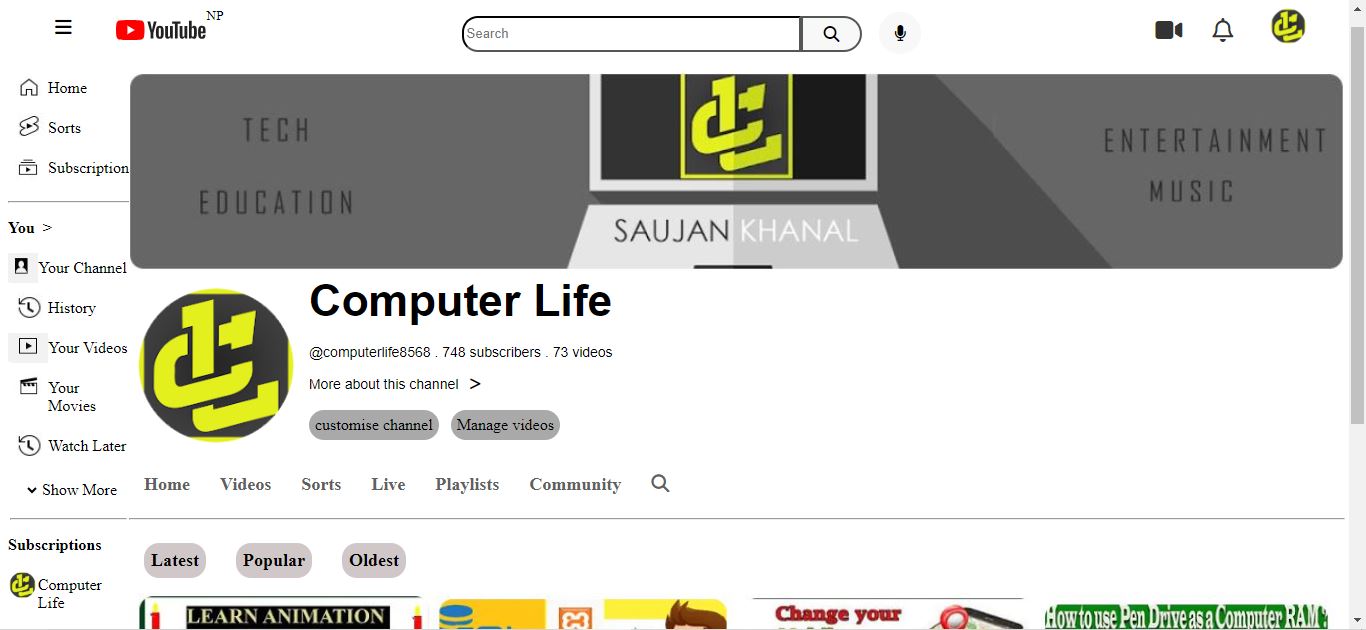 YouTube NP
Search
Home
Sorts
Subscription
You >
Your Channel
History
Your Videos
Your
Movies
Watch Later
Show More
Subscriptions
Computer
Life
TECH
EDUCATION
SAUJAN KHANAL
ENTERTAINMENT
MUSIC
Computer Life
@computerlife8568 . 748 subscribers . 73 videos
More about this channel >
customise channel Manage videos
Home Videos Sorts Live Playlists Community
Latest Popular Oldest
LEARN ANIMATION
Change your
How to use Pen Drive as a Computer RAM ?